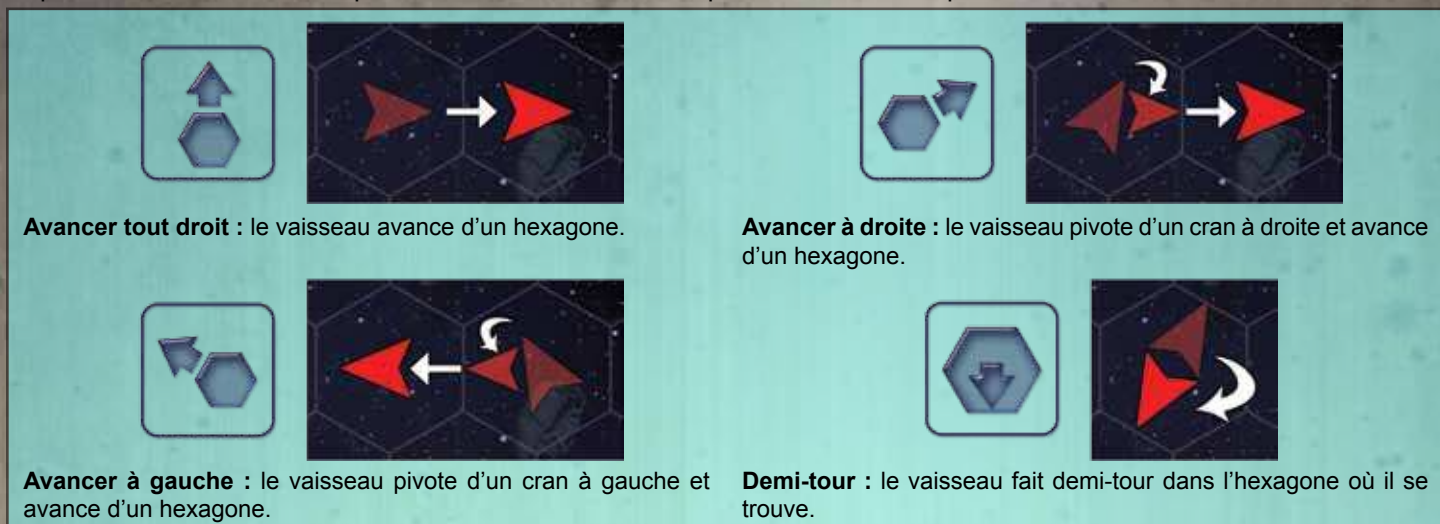 Avancer tout droit : le vaisseau avance d’un hexagone.
Avancer à droite : le vaisseau pivote d’un cran à droite et avance
d’un hexagone.
Avancer à gauche : le vaisseau pivote d’un cran à gauche et
avance d’un hexagone.
Demi-tour : le vaisseau fait demi-tour dans l’hexagone où il se
trouve.